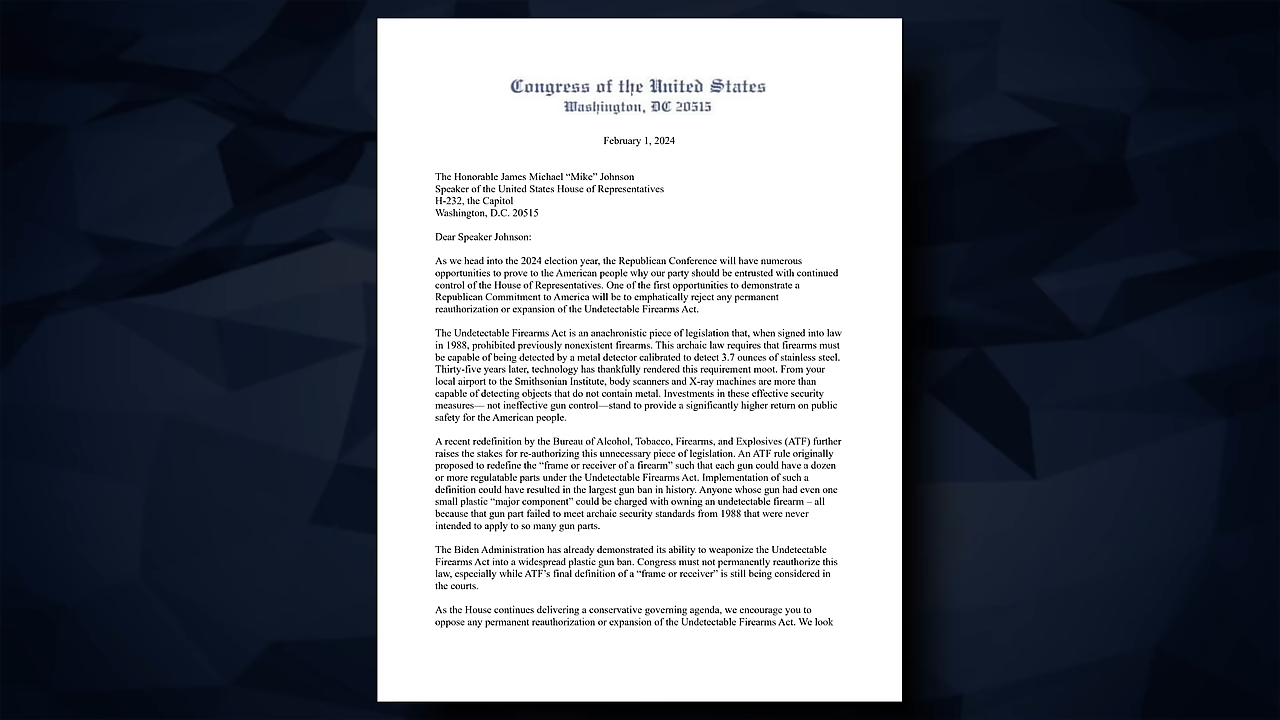 Congress of the United States
Washington, DC 20515
February 1, 2024
The Honorable James Michael “Mike” Johnson
Speaker of the United States House of Representatives
H-232, the Capitol
Washington, D.C. 20515
Dear Speaker Johnson:
As we head into the 2024 election year, the Republican Conference will have numerous
opportunities to prove to the American people why our party should be entrusted with continued
control of the House of Representatives. One of the first opportunities to demonstrate a
Republican Commitment to America will be to emphatically reject any permanent
reauthorization or expansion of the Undetectable Firearms Act.
The Undetectable Firearms Act is an anachronistic piece of legislation that, when signed into law
in 1988, prohibited previously nonexistent firearms. This archaic law requires that firearms must
be capable of being detected by a metal detector calibrated to detect 3.7 ounces of stainless steel.
Thirty-five years later, technology has thankfully rendered this requirement moot. From your
local airport to the Smithsonian Institute, body scanners and X-ray machines are more than
capable of detecting objects that do not contain metal. Investments in these effective security
measures— not ineffective gun control—stand to provide a significantly higher return on public
safety for the American people.
A recent redefinition by the Bureau of Alcohol, Tobacco, Firearms, and Explosives (ATF) further
raises the stakes for re-authorizing this unnecessary piece of legislation. An ATF rule originally
proposed to redefine the “frame or receiver of a firearm” such that each gun could have a dozen
or more regulatable parts under the Undetectable Firearms Act. Implementation of such a
definition could have resulted in the largest gun ban in history. Anyone whose gun had even one
small plastic “major component” could be charged with owning an undetectable firearm – all
because that gun part failed to meet archaic security standards from 1988 that were never
intended to apply to so many gun parts.
The Biden Administration has already demonstrated its ability to weaponize the Undetectable
Firearms Act into a widespread plastic gun ban. Congress must not permanently reauthorize this
law, especially while ATF’s final definition of a “frame or receiver” is still being considered in
the courts.
As the House continues delivering a conservative governing agenda, we encourage you to
oppose any permanent reauthorization or expansion of the Undetectable Firearms Act. We look